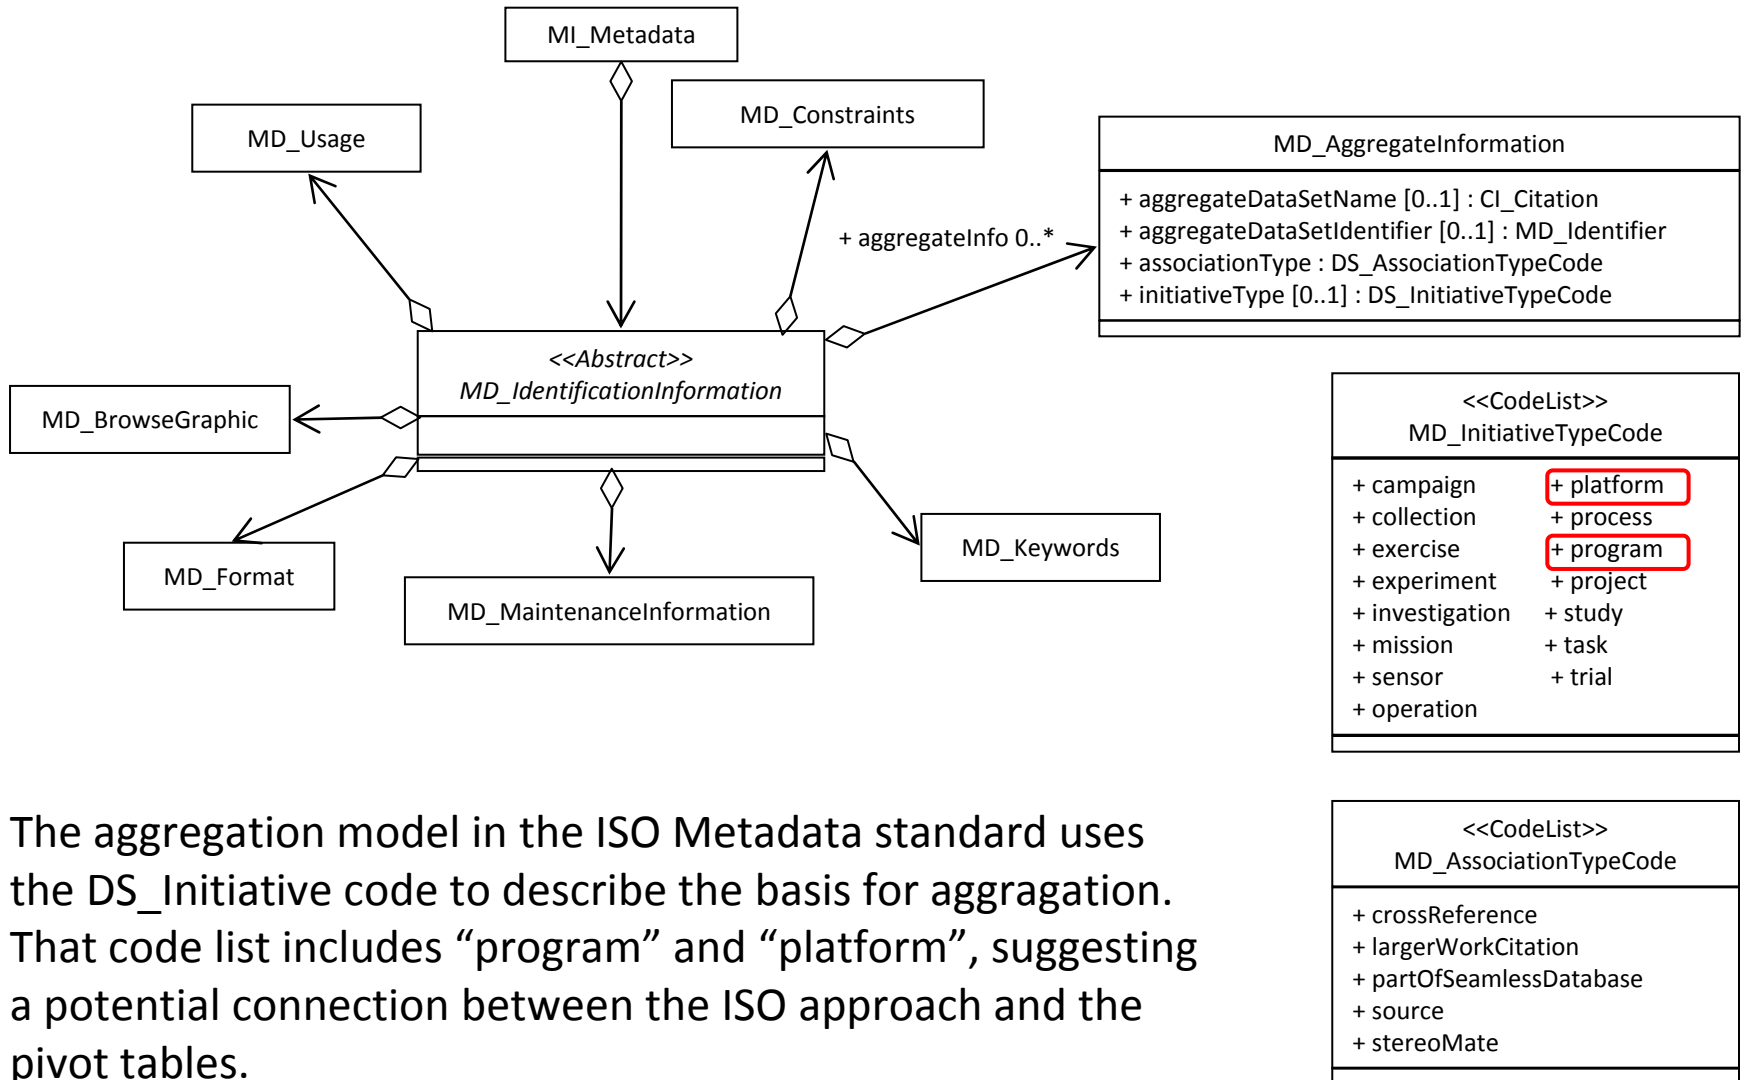 MI_Metadata
MD_Usage
MD_Constraints
MD_AggregateInformation
+ aggregateDataSetName [0..1] : CI_Citation
+ aggregateDataSetIdentifier [0..1] : MD_Identifier
+ associationType : DS_AssociationTypeCode
+ initiativeType [0..1] : DS_InitiativeTypeCode
+ aggregateInfo 0..*
<<Abstract>>
MD_IdentificationInformation
MD_BrowseGraphic
MD_Format
MD_MaintenanceInformation
MD_Keywords
<<CodeList>>
MD_InitiativeTypeCode
+ campaign + platform
+ collection + process
+ exercise + program
+ experiment + project
+ investigation + study
+ mission + task
+ sensor + trial
+ operation
The aggregation model in the ISO Metadata standard uses
the DS_Initiative code to describe the basis for aggragation.
That code list includes “program” and “platform”, suggesting
a potential connection between the ISO approach and the
pivot tables.
<<CodeList>>
MD_AssociationTypeCode
+ crossReference
+ largerWorkCitation
+ partOfSeamlessDatabase
+ source
+ stereoMate